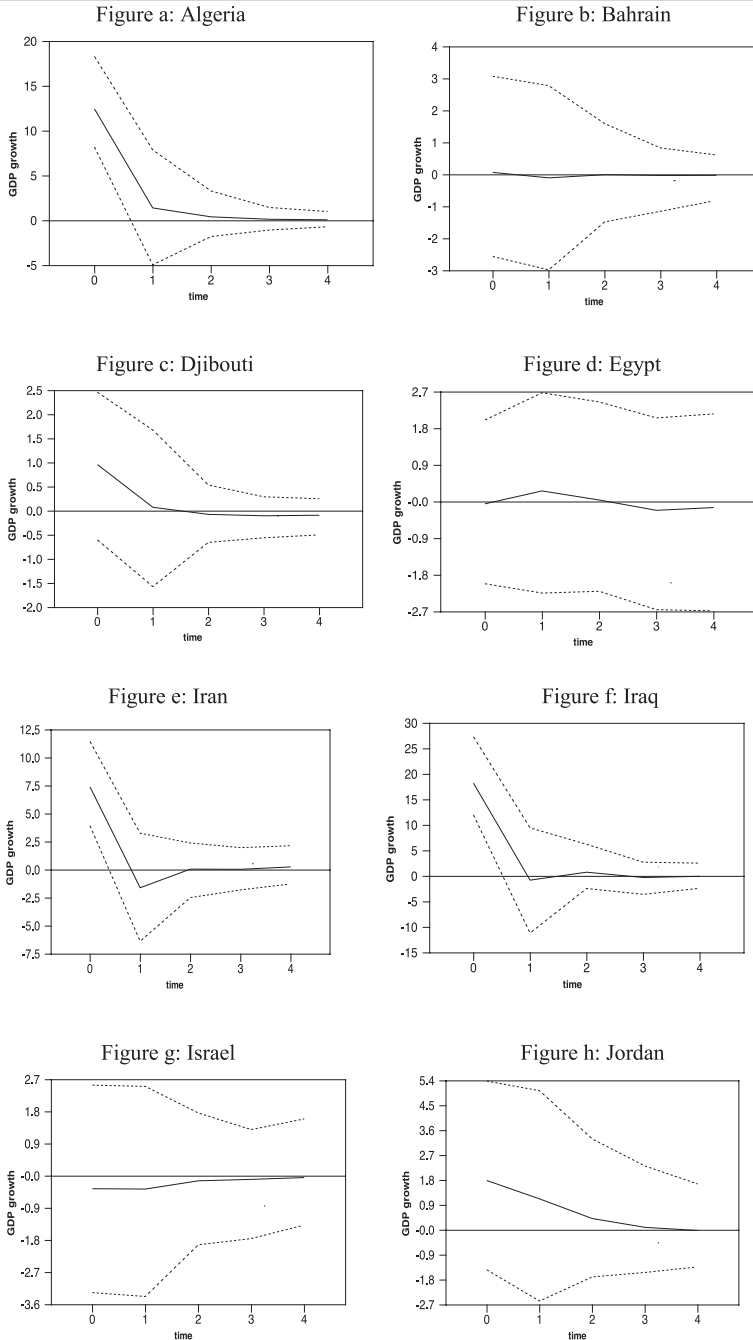 Figure a: Algeria
20
15
10
5
0
-5
GDP growth
0 1 2 3 4
time
Figure b: Bahrain
4
3
2
1
0
-1
-2
-3
GDP growth
0 1 2 3 4
time
Figure c: Djibouti
2.5
2.0
1.5
1.0
0.5
0.0
-0.5
-1.0
-1.5
-2.0
GDP growth
0 1 2 3 4
time
Figure d: Egypt
2.7
1.8
0.9
-0.0
-0.9
-1.8
-2.7
GDP growth
0 1 2 3 4
time
Figure e: Iran
12.5
10.0
7.5
5.0
2.5
0.0
-2.5
-5.0
-7.5
GDP growth
0 1 2 3 4
time
Figure f: Iraq
30
25
20
15
10
5
0
-5
-10
-15
GDP growth
0 1 2 3 4
time
Figure g: Israel
2.7
1.8
0.9
-0.0
-0.9
-1.8
-2.7
-3.6
GDP growth
0 1 2 3 4
time
Figure h: Jordan
5.4
4.5
3.6
2.7
1.8
0.9
-0.0
-0.9
-1.8
-2.7
GDP growth
0 1 2 3 4
time